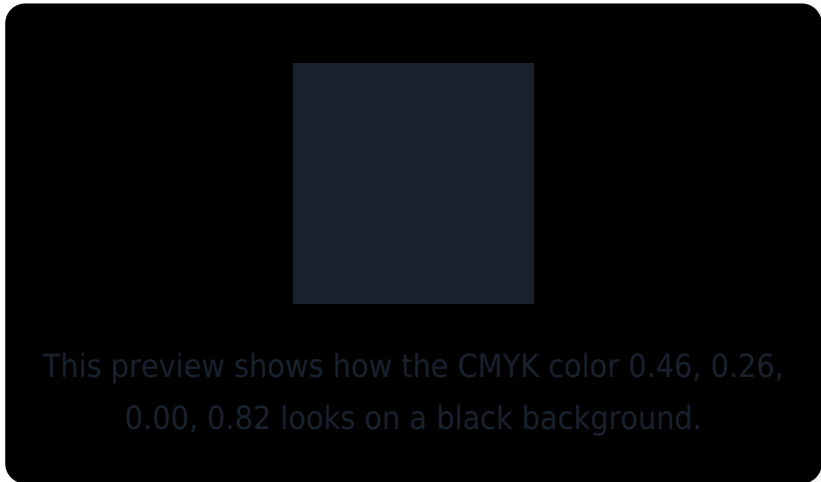 This preview shows how the CMYK color 0.46, 0.26,
0.00, 0.82 looks on a black background.